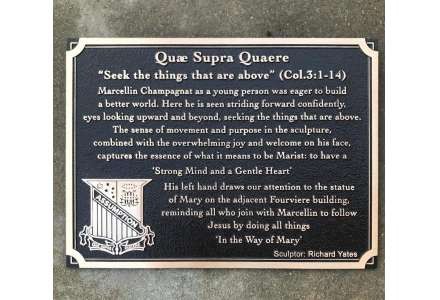 Quæ Supra Quaere
“Seek the things that are above” (Col.3:1-14)
Marcellin Champagnat as a young person was eager to build
a better world. Here he is seen striding forward confidently,
eyes looking upward and beyond, seeking the things that are above.
The sense of movement and purpose in the sculpture,
combined with the overwhelming joy and welcome on his face,
captures the essence of what it means to be Marist: to have a
‘Strong Mind and a Gentle Heart’
His left hand draws our attention to the statue
of Mary on the adjacent Fourviere building,
reminding all who join with Marcellin to follow
Jesus by doing all things
‘In the Way of Mary’
Sculptor: Richard Yates